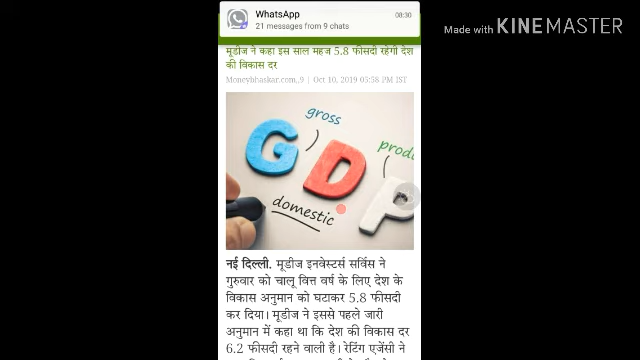 WhatsApp 08:30
21 messages from 9 chats
Made with KINEMASTER
मूडीज ने कहा इस साल महज 5.8 फीसदी रहेगी देश
की विकास दर
Moneybhaskar.com,.9 | Oct 10, 2019 05:58 PM IST
gross
produ
GDP
domestic
नई दिल्ली. मूडीज इनवेस्टर्स सर्विस ने
गुरुवार को चालू वित्त वर्ष के लिए देश के
विकास अनुमान को घटाकर 5.8 फीसदी
कर दिया। मूडीज ने इससे पहले जारी
अनुमान में कहा था कि देश की विकास दर
6.2 फीसदी रहने वाली है। रेटिंग एजेंसी ने